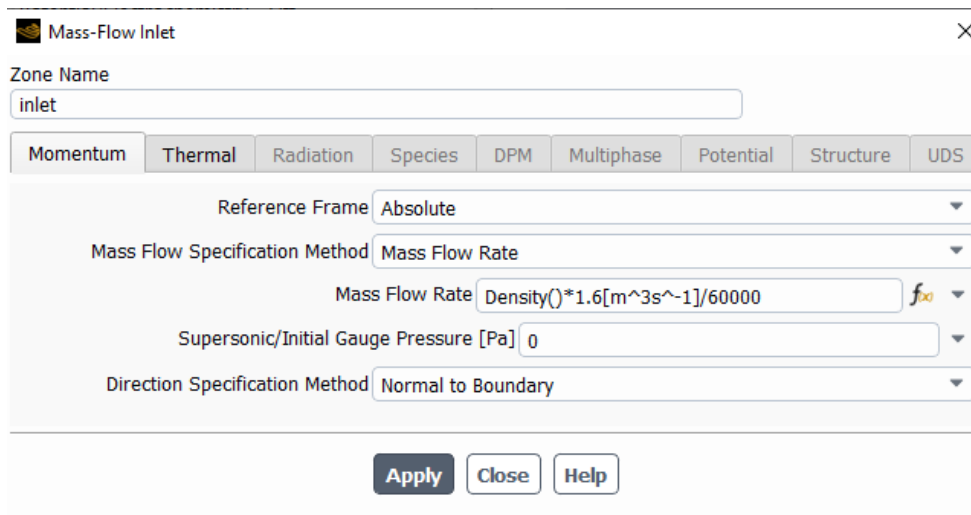 Mass-Flow Inlet
Zone Name
inlet
Momentum Thermal Radiation Species DPM Multiphase Potential Structure UDS
Reference Frame Absolute
Mass Flow Specification Method Mass Flow Rate
Mass Flow Rate Density()*1.6[m^3s^-1]/60000 f(x)
Supersonic/Initial Gauge Pressure [Pa] 0
Direction Specification Method Normal to Boundary
Apply Close Help